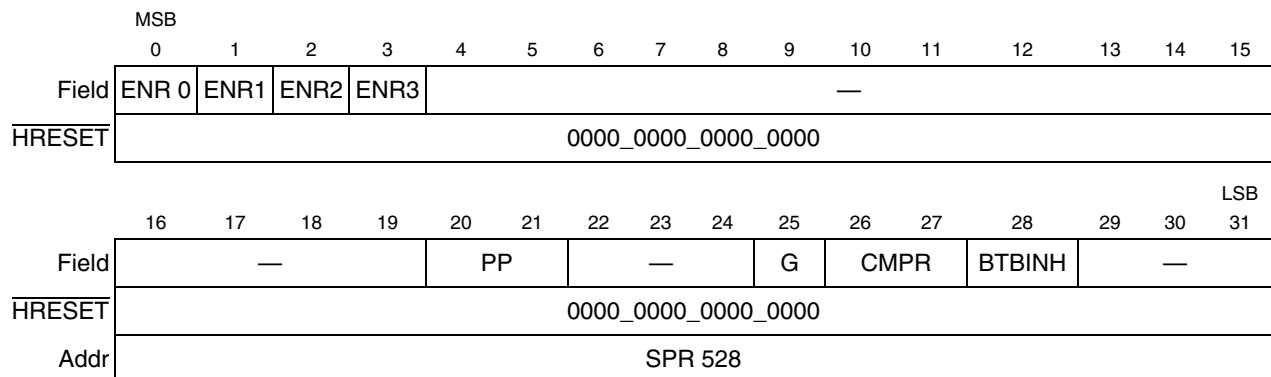 MSB
0 1 2 3 4 5 6 7 8 9 10 11 12 13 14 15
Field ENR 0 ENR1 ENR2 ENR3 —
HRESET 0000_0000_0000_0000
LSB
16 17 18 19 20 21 22 23 24 25 26 27 28 29 30 31
Field — PP — G CMPR BTBINH —
HRESET 0000_0000_0000_0000
Addr SPR 528